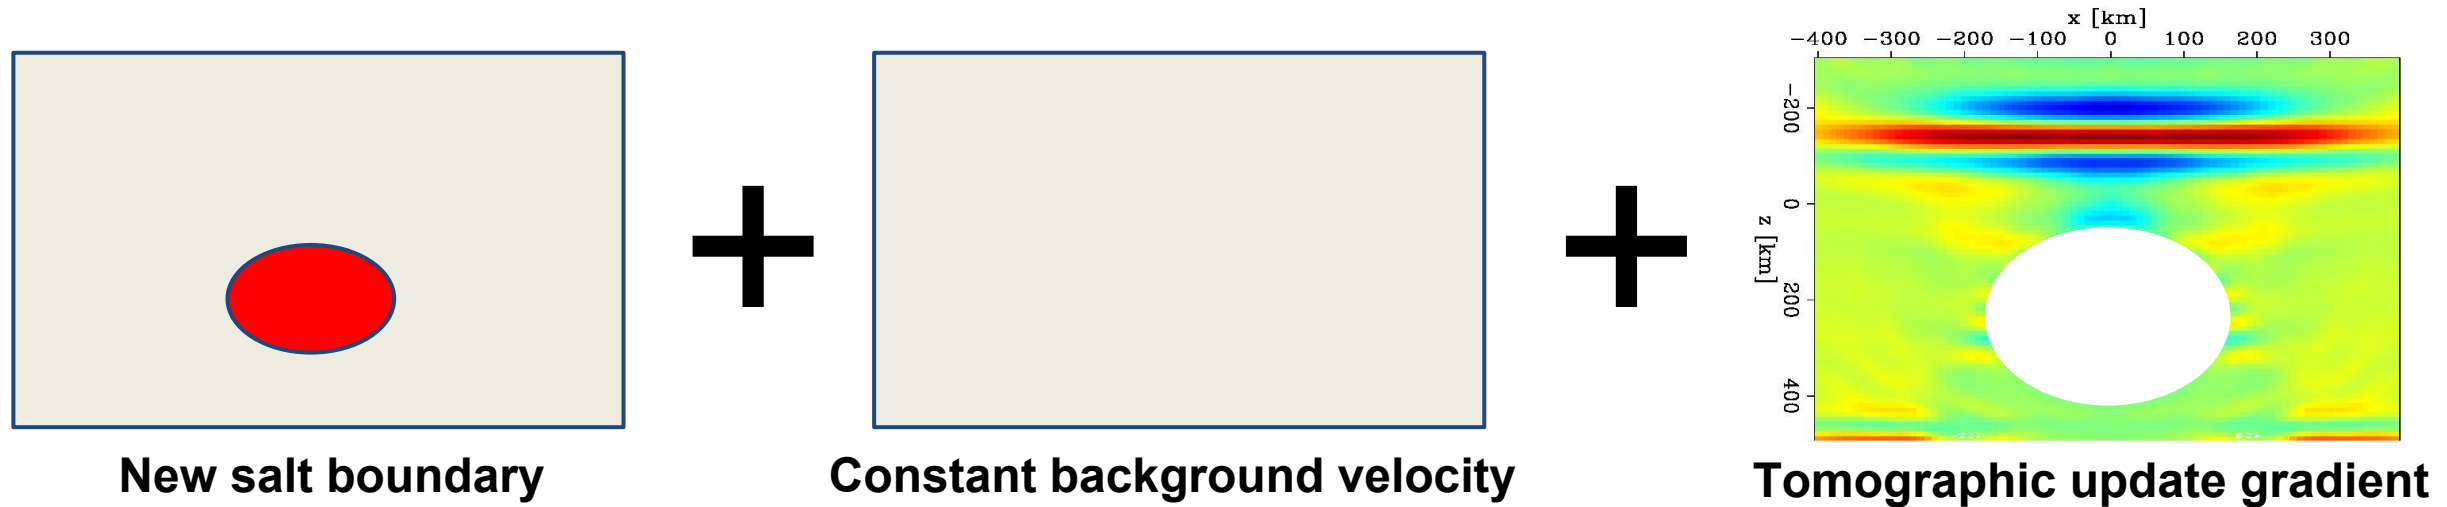 x [km]
−400 −300 −200 −100 0 100 200 300
−200
0
200
400
z [km]
New salt boundary
Constant background velocity
Tomographic update gradient